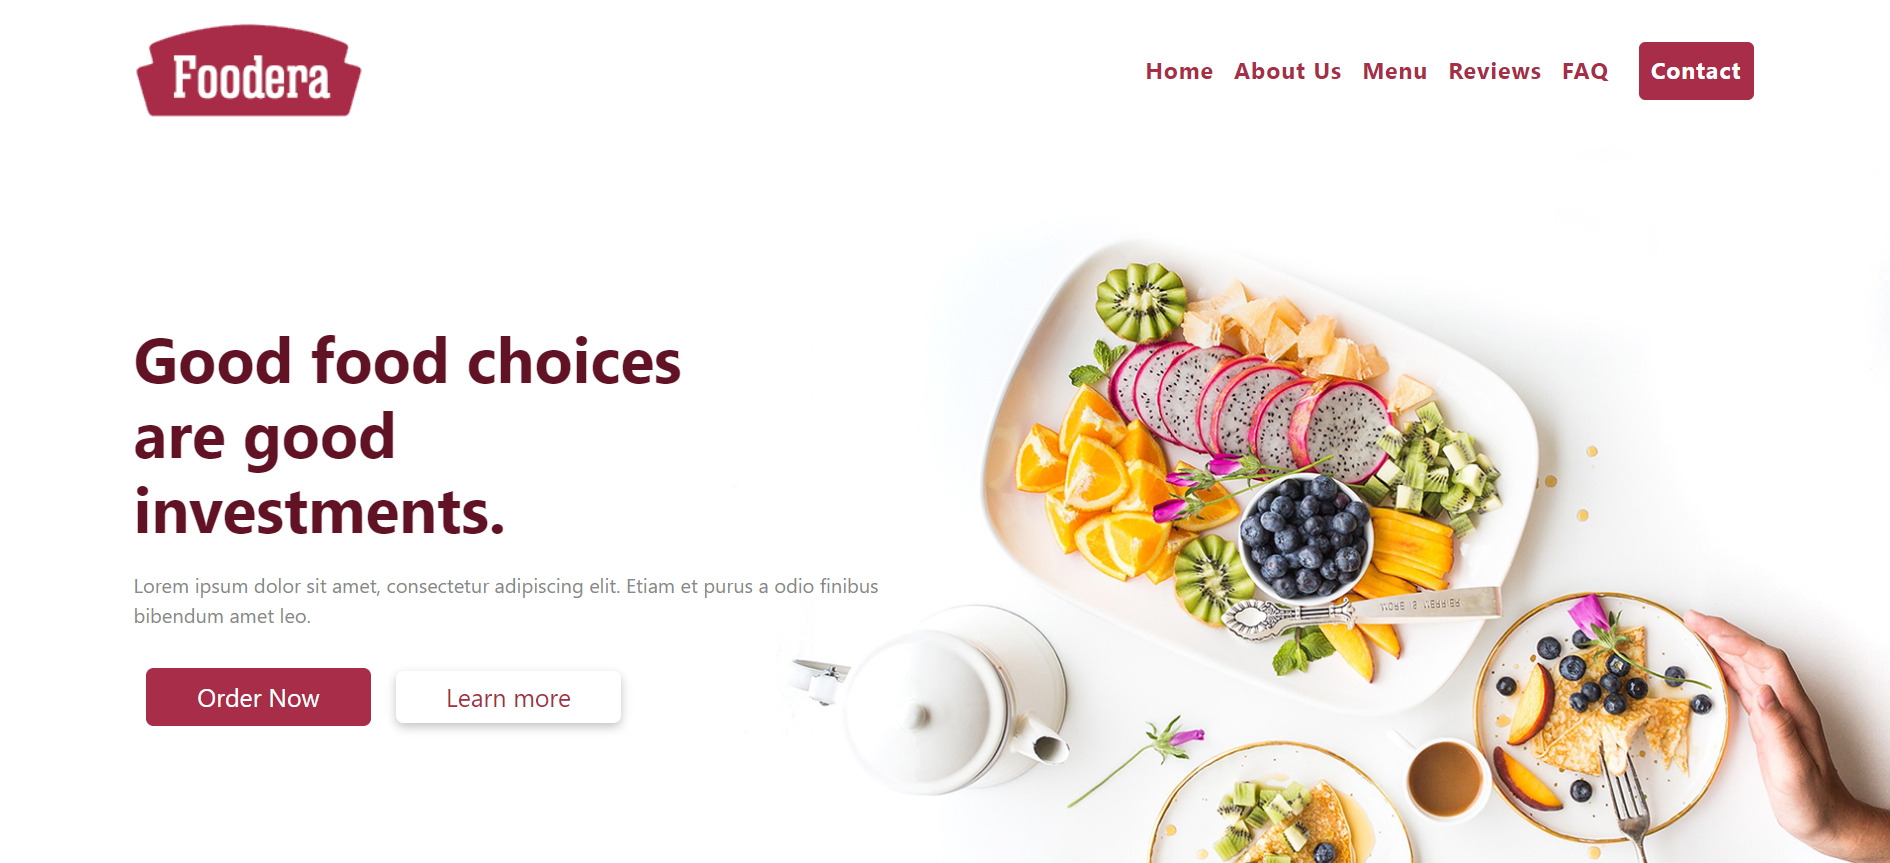 Foodera
Home About Us Menu Reviews FAQ Contact
Good food choices
are good
investments.
Lorem ipsum dolor sit amet, consectetur adipiscing elit. Etiam et purus a odio finibus
bibendum amet leo.
Order Now Learn more